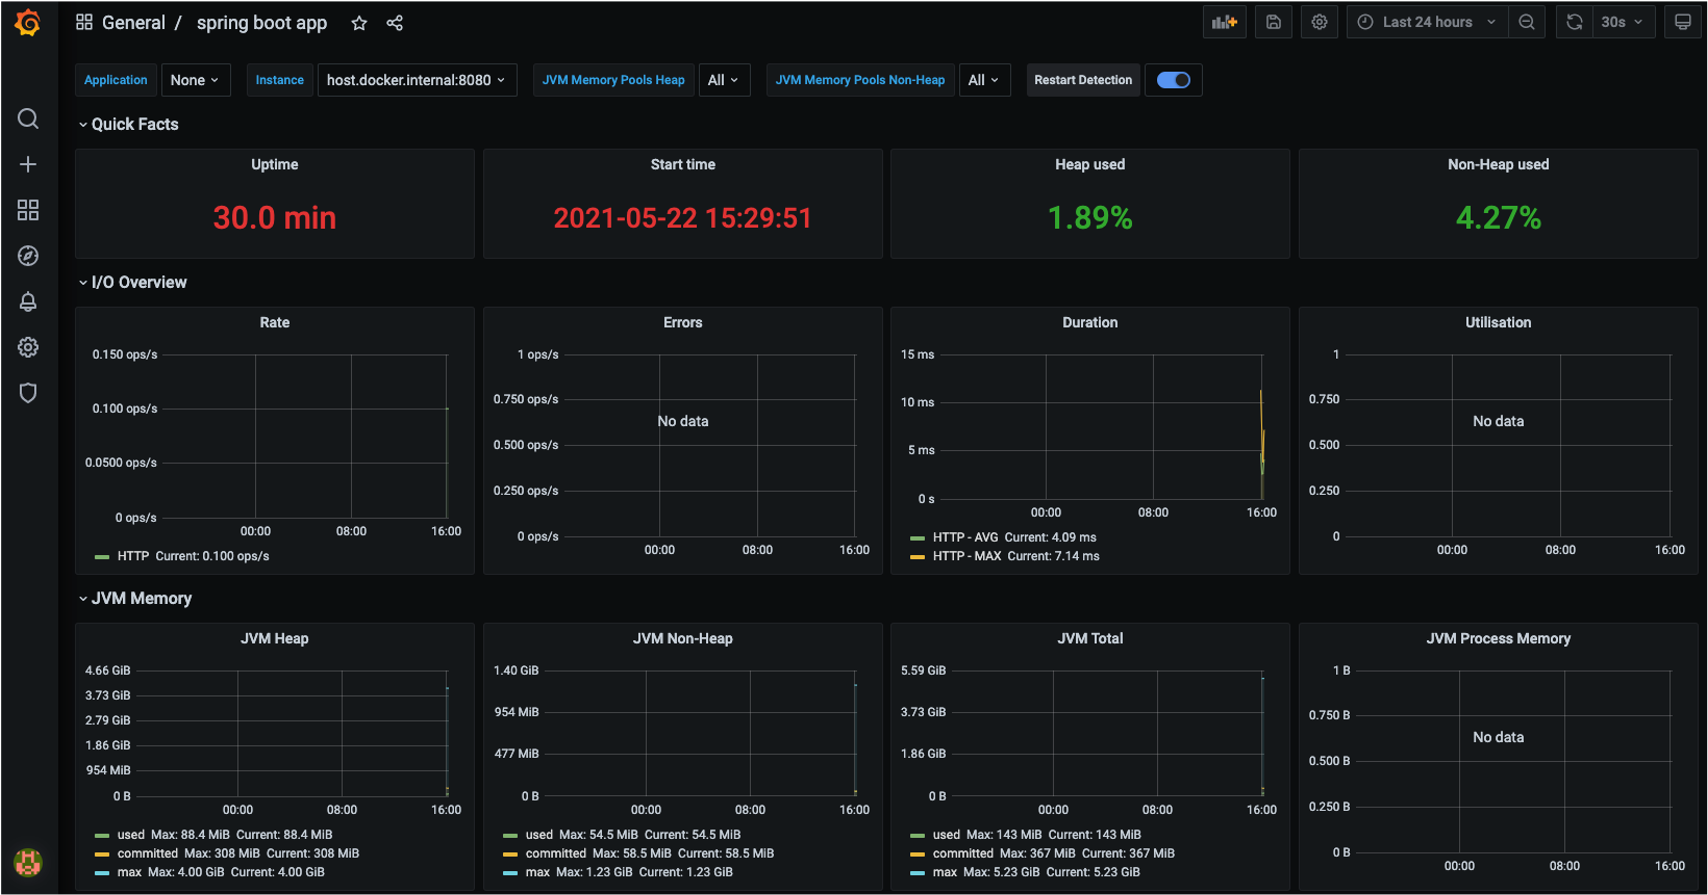 General / spring boot app
Last 24 hours
30s
Application None
Instance host.docker.internal:8080
JVM Memory Pools Heap All
JVM Memory Pools Non-Heap All
Restart Detection
Quick Facts
Uptime
30.0 min
Start time
2021-05-22 15:29:51
Heap used
1.89%
Non-Heap used
4.27%
I/O Overview
Rate
0.150 ops/s
0.100 ops/s
0.0500 ops/s
0 ops/s
00:00 08:00 16:00
HTTP Current: 0.100 ops/s
Errors
1 ops/s
0.750 ops/s
No data
0.500 ops/s
0.250 ops/s
0 ops/s
00:00 08:00 16:00
Duration
15 ms
10 ms
5 ms
0 s
00:00 08:00 16:00
HTTP - AVG Current: 4.09 ms
HTTP - MAX Current: 7.14 ms
Utilisation
1
0.750
No data
0.500
0.250
0
00:00 08:00 16:00
JVM Memory
JVM Heap
4.66 GiB
3.73 GiB
2.79 GiB
1.86 GiB
954 MiB
0 B
00:00 08:00 16:00
used Max: 88.4 MiB Current: 88.4 MiB
committed Max: 308 MiB Current: 308 MiB
max Max: 4.00 GiB Current: 4.00 GiB
JVM Non-Heap
1.40 GiB
954 MiB
477 MiB
0 B
00:00 08:00 16:00
used Max: 54.5 MiB Current: 54.5 MiB
committed Max: 58.5 MiB Current: 58.5 MiB
max Max: 1.23 GiB Current: 1.23 GiB
JVM Total
5.59 GiB
3.73 GiB
1.86 GiB
0 B
00:00 08:00 16:00
used Max: 143 MiB Current: 143 MiB
committed Max: 367 MiB Current: 367 MiB
max Max: 5.23 GiB Current: 5.23 GiB
JVM Process Memory
1 B
0.750 B
No data
0.500 B
0.250 B
0 B
00:00 08:00 16:00